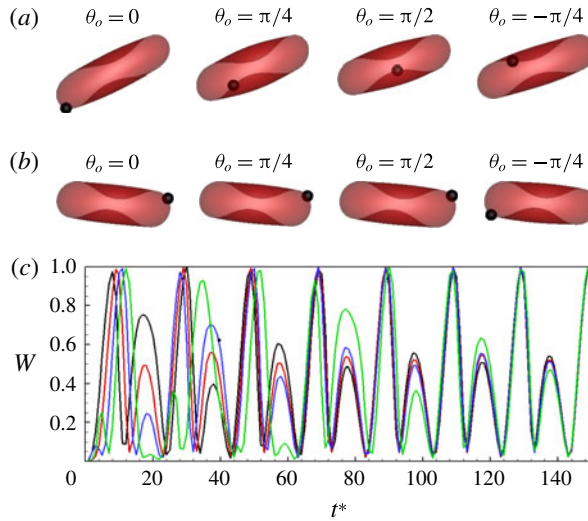 (a) θₒ = 0 θₒ = π/4 θₒ = π/2 θₒ = −π/4
(b) θₒ = 0 θₒ = π/4 θₒ = π/2 θₒ = −π/4
(c) 1.0
0.8
0.6
W
0.4
0.2
0 20 40 60 80 100 120 140
t*